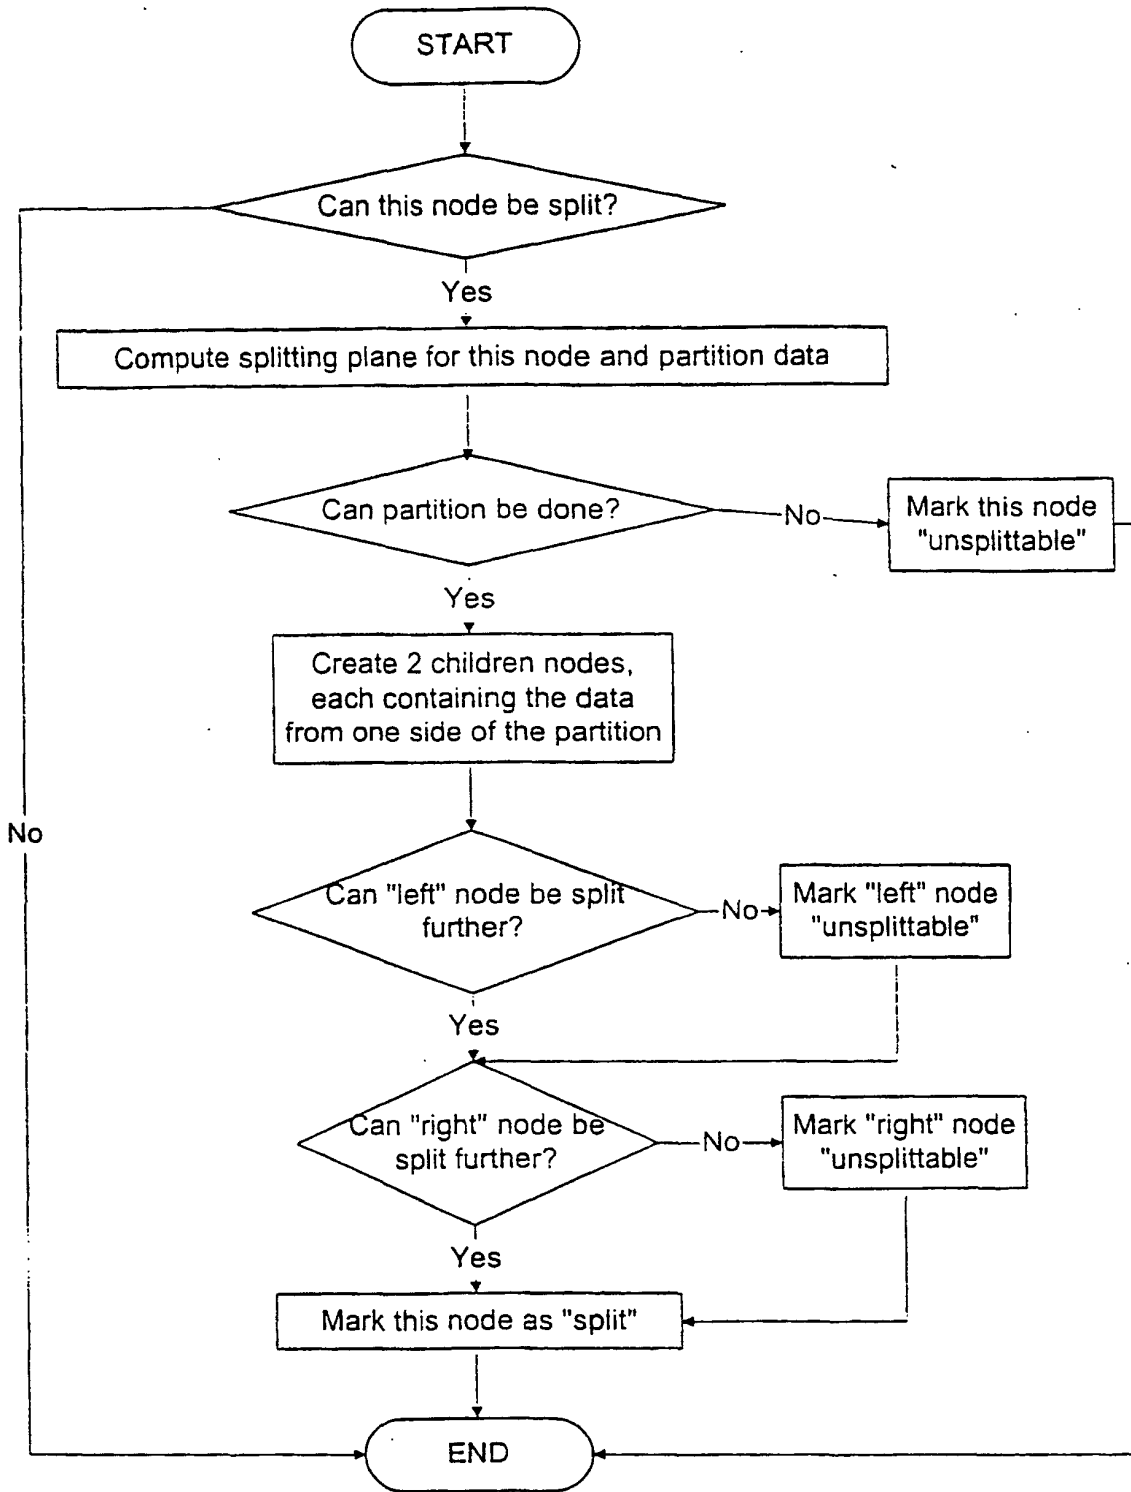 START
Can this node be split?
Yes
Compute splitting plane for this node and partition data
Can partition be done?
No
Mark this node
"unsplittable"
Yes
Create 2 children nodes,
each containing the data
from one side of the partition
No
Can "left" node be split
further?
No
Mark "left" node
"unsplittable"
Yes
Can "right" node be
split further?
No
Mark "right" node
"unsplittable"
Yes
Mark this node as "split"
END